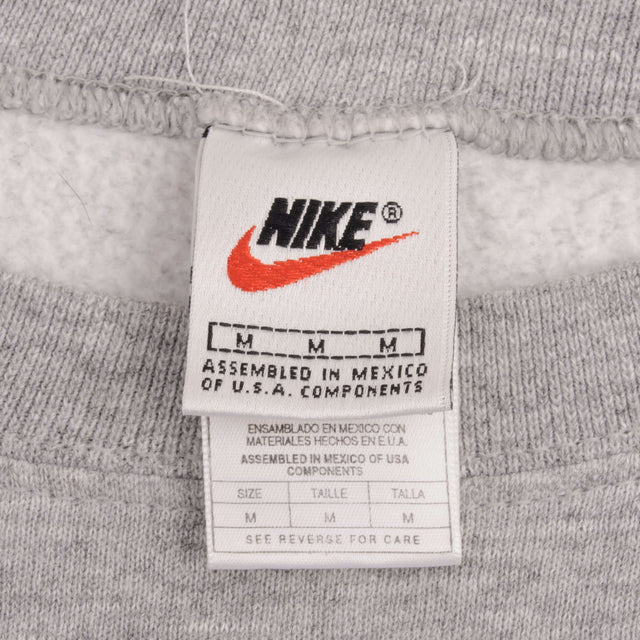 NIKE®
M M M
ASSEMBLED IN MEXICO
OF U.S.A. COMPONENTS
ENSAMBLADO EN MEXICO CON
MATERIALES HECHOS EN E.U.A.
ASSEMBLED IN MEXICO OF USA
COMPONENTS
SIZE TAILLE TALLA
M M M
SEE REVERSE FOR CARE